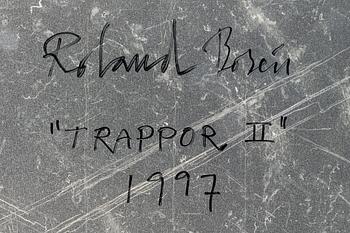 Roland Borén
"TRAPPOR II"
1997